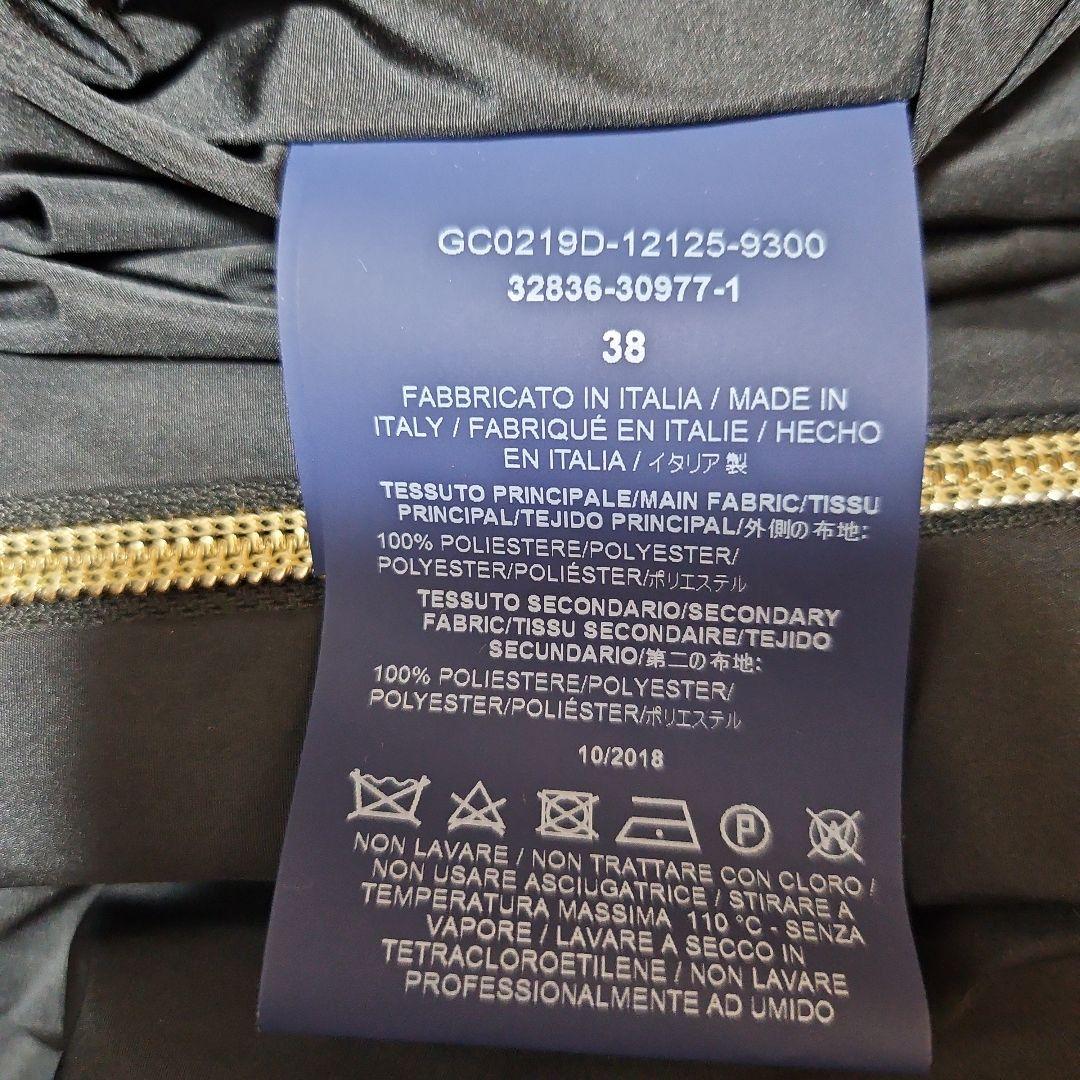 GC0219D-12125-9300
32836-30977-1
38
FABBRICATO IN ITALIA / MADE IN
ITALY / FABRIQUÉ EN ITALIE / HECHO
EN ITALIA / イタリア製
TESSUTO PRINCIPALE/MAIN FABRIC/TISSU
PRINCIPAL/TEJIDO PRINCIPAL/外側の布地:
100% POLIESTERE/POLYESTER/
POLYESTER/POLIÉSTER/ポリエステル
TESSUTO SECONDARIO/SECONDARY
FABRIC/TISSU SECONDAIRE/TEJIDO
SECUNDARIO/第二の布地:
100% POLIESTERE/POLYESTER/
POLYESTER/POLIÉSTER/ポリエステル
10/2018
P W
NON LAVARE / NON TRATTARE CON CLORO /
NON USARE ASCIUGATRICE / STIRARE A
TEMPERATURA MASSIMA 110 °C - SENZA
VAPORE / LAVARE A SECCO IN
TETRACLOROETILENE / NON LAVARE
PROFESSIONALMENTE AD UMIDO